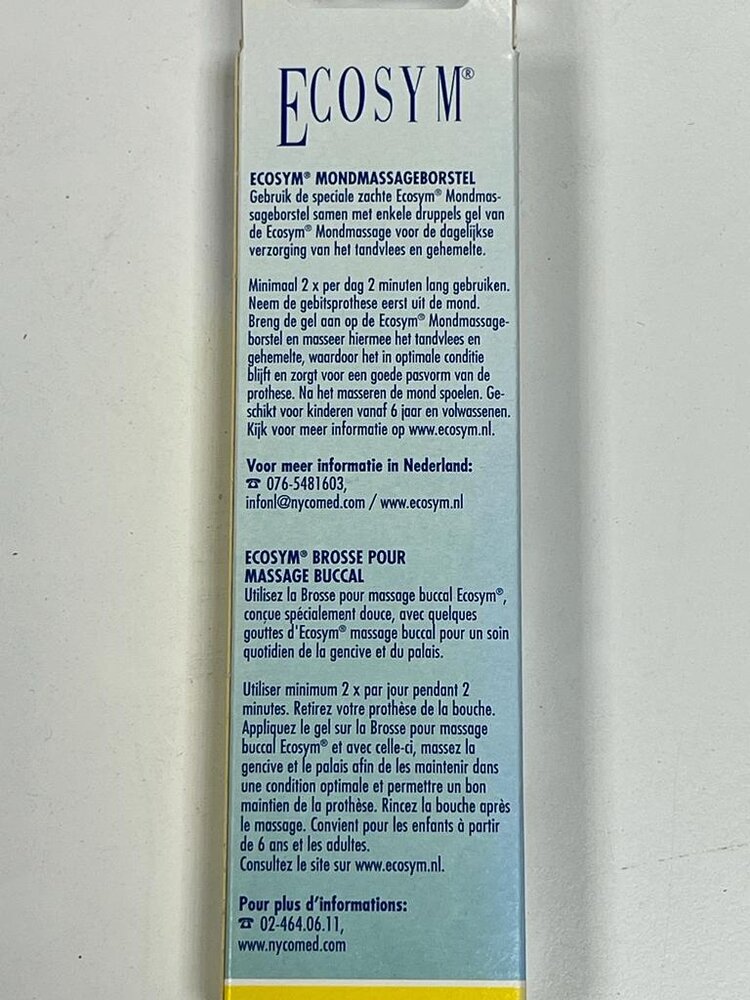 ECOSYM®
ECOSYM® MONDMASSAGEBORSTEL
Gebruik de speciale zachte Ecosym® Mondmas-
sageborstel samen met enkele druppels gel van
de Ecosym® Mondmassage voor de dagelijkse
verzorging van het tandvlees en gehemelte.
Minimaal 2 x per dag 2 minuten lang gebruiken.
Neem de gebitsprothese eerst uit de mond.
Breng de gel aan op de Ecosym® Mondmassage-
borstel en masseer hiermee het tandvlees en
gehemelte, waardoor het in optimale conditie
blijft en zorgt voor een goede pasvorm van de
prothese. Na het masseren de mond spoelen. Ge-
schikt voor kinderen vanaf 6 jaar en volwassenen.
Kijk voor meer informatie op www.ecosym.nl.
Voor meer informatie in Nederland:
☎ 076-5481603,
infonl@nycomed.com / www.ecosym.nl
ECOSYM® BROSSE POUR
MASSAGE BUCCAL
Utilisez la Brosse pour massage buccal Ecosym®,
conçue spécialement douce, avec quelques
gouttes d'Ecosym® massage buccal pour un soin
quotidien de la gencive et du palais.
Utiliser minimum 2 x par jour pendant 2
minutes. Retirez votre prothèse de la bouche.
Appliquez le gel sur la Brosse pour massage
buccal Ecosym® et avec celle-ci, massez la
gencive et le palais afin de les maintenir dans
une condition optimale et permettre un bon
maintien de la prothèse. Rincez la bouche après
le massage. Convient pour les enfants à partir
de 6 ans et les adultes.
Consultez le site sur www.ecosym.nl.
Pour plus d'informations:
☎ 02-464.06.11,
www.nycomed.com